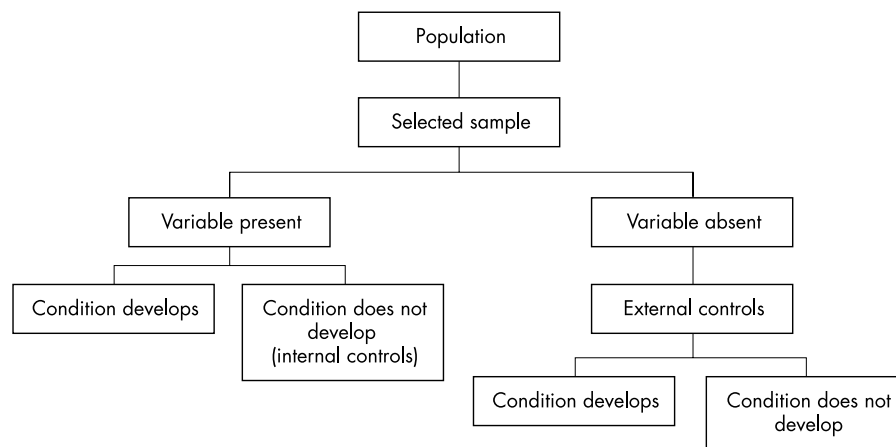 Population
Selected sample
Variable present
Variable absent
Condition develops
Condition does not
develop
(internal controls)
External controls
Condition develops
Condition does not
develop